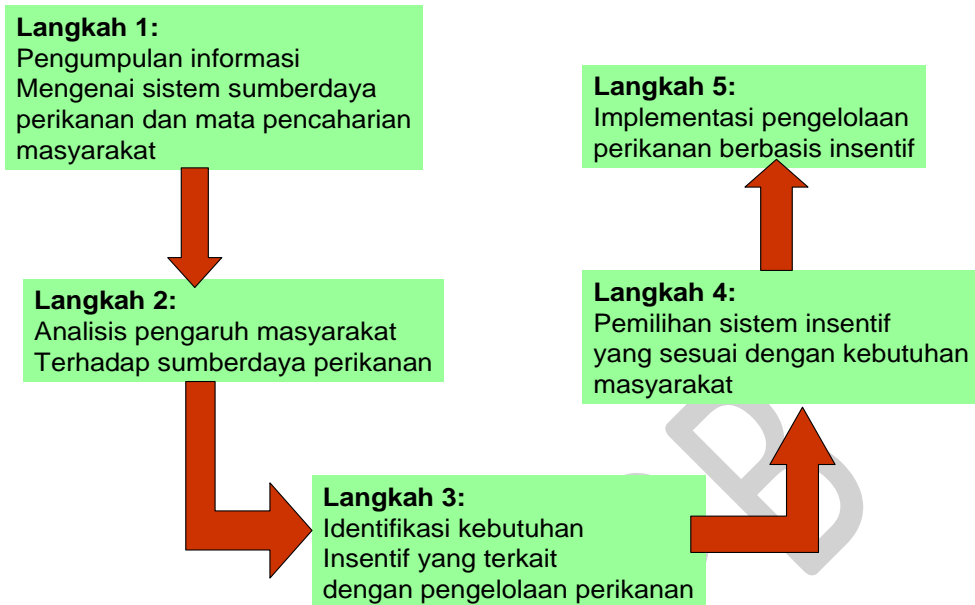 Langkah 1:
Pengumpulan informasi
Mengenai sistem sumberdaya
perikanan dan mata pencaharian
masyarakat
Langkah 2:
Analisis pengaruh masyarakat
Terhadap sumberdaya perikanan
Langkah 3:
Identifikasi kebutuhan
Insentif yang terkait
dengan pengelolaan perikanan
Langkah 4:
Pemilihan sistem insentif
yang sesuai dengan kebutuhan
masyarakat
Langkah 5:
Implementasi pengelolaan
perikanan berbasis insentif